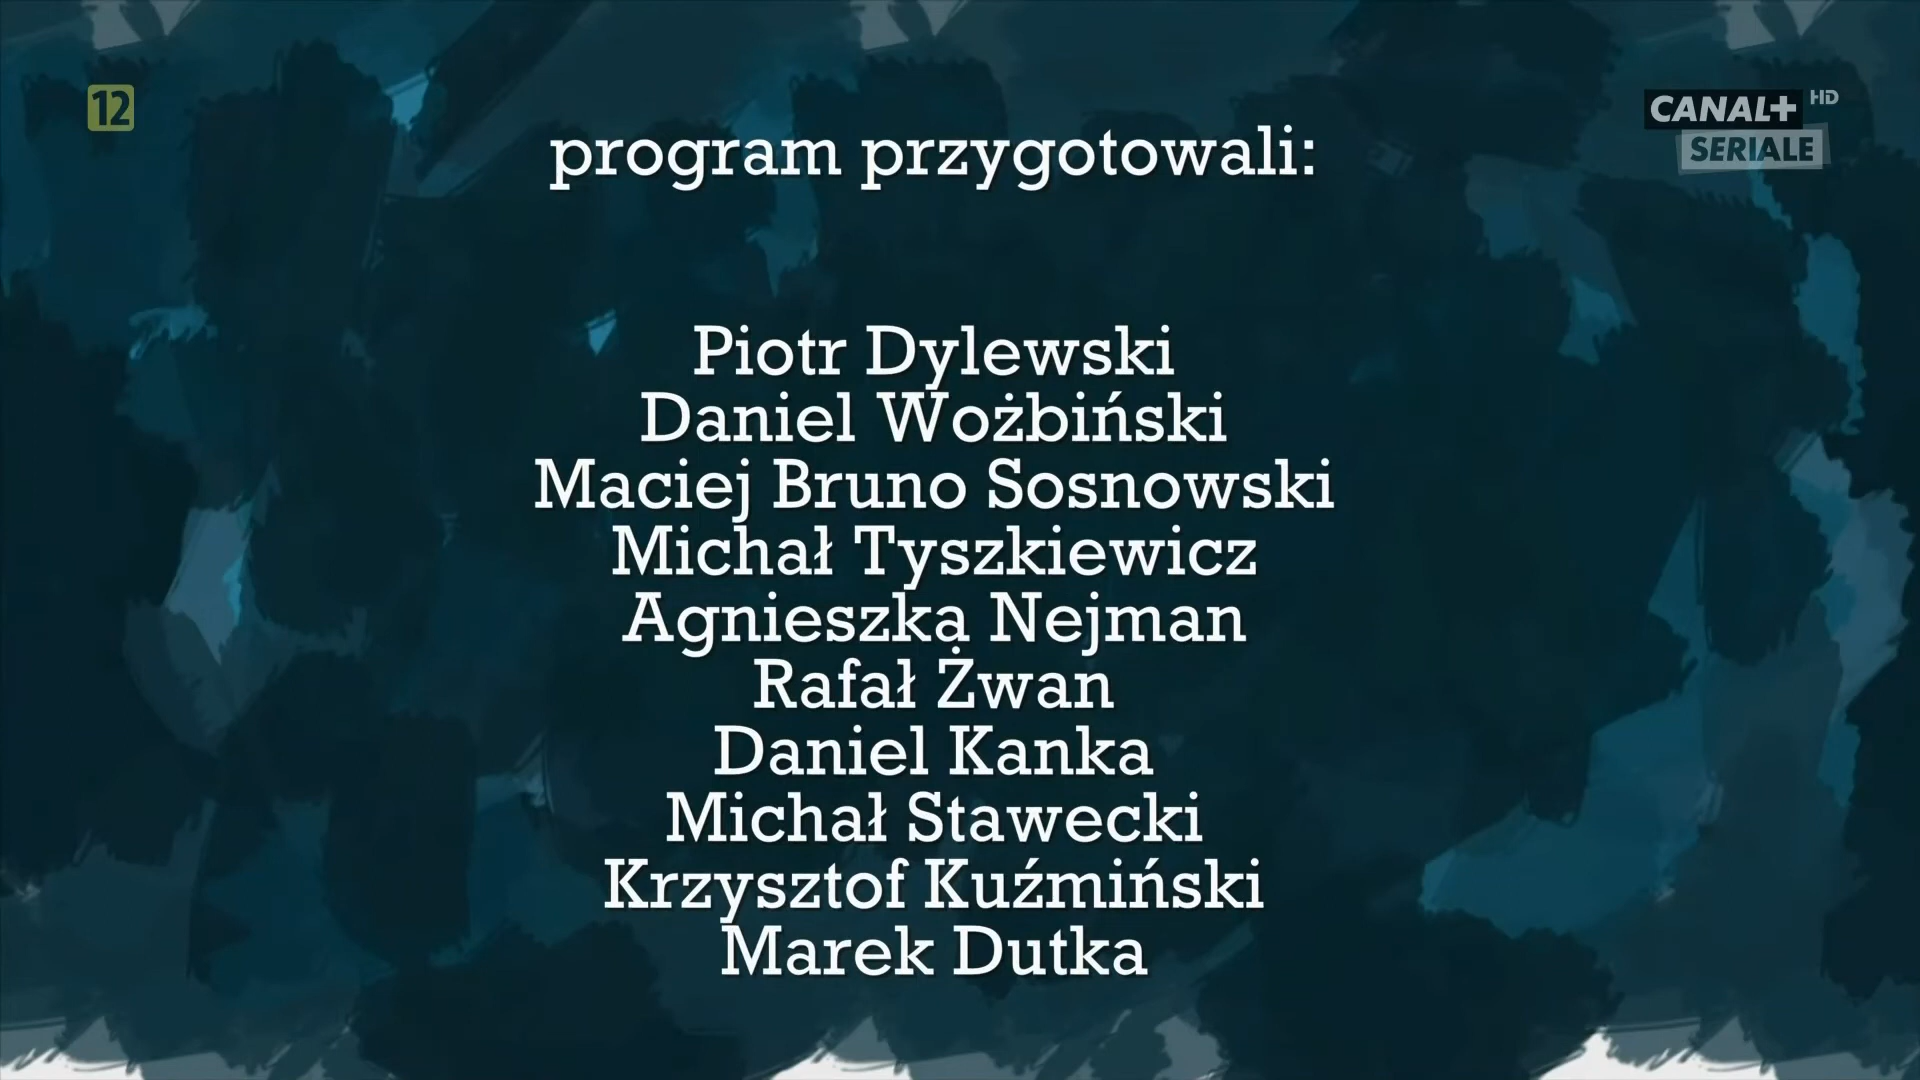 12
CANAL+ HD
SERIALE
program przygotowali:
Piotr Dylewski
Daniel Wożbiński
Maciej Bruno Sosnowski
Michał Tyszkiewicz
Agnieszka Nejman
Rafał Żwan
Daniel Kanka
Michał Stawecki
Krzysztof Kuźmiński
Marek Dutka